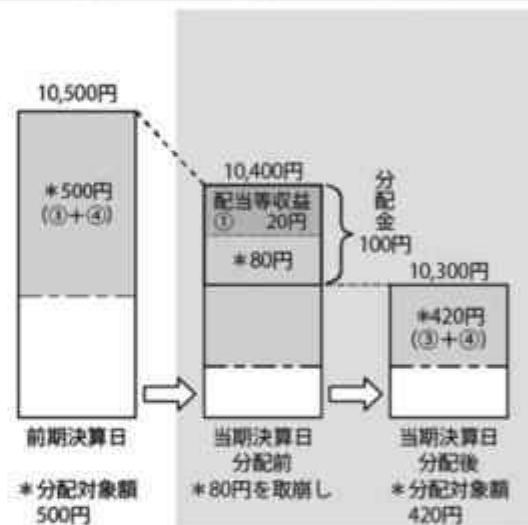 10,500円
*500円
(③+④)
前期決算日
*分配対象額
500円
10,400円
配当等収益
① 20円
*80円
分配金
100円
当期決算日
分配前
*80円を取崩し
10,300円
*420円
(③+④)
当期決算日
分配後
*分配対象額
420円